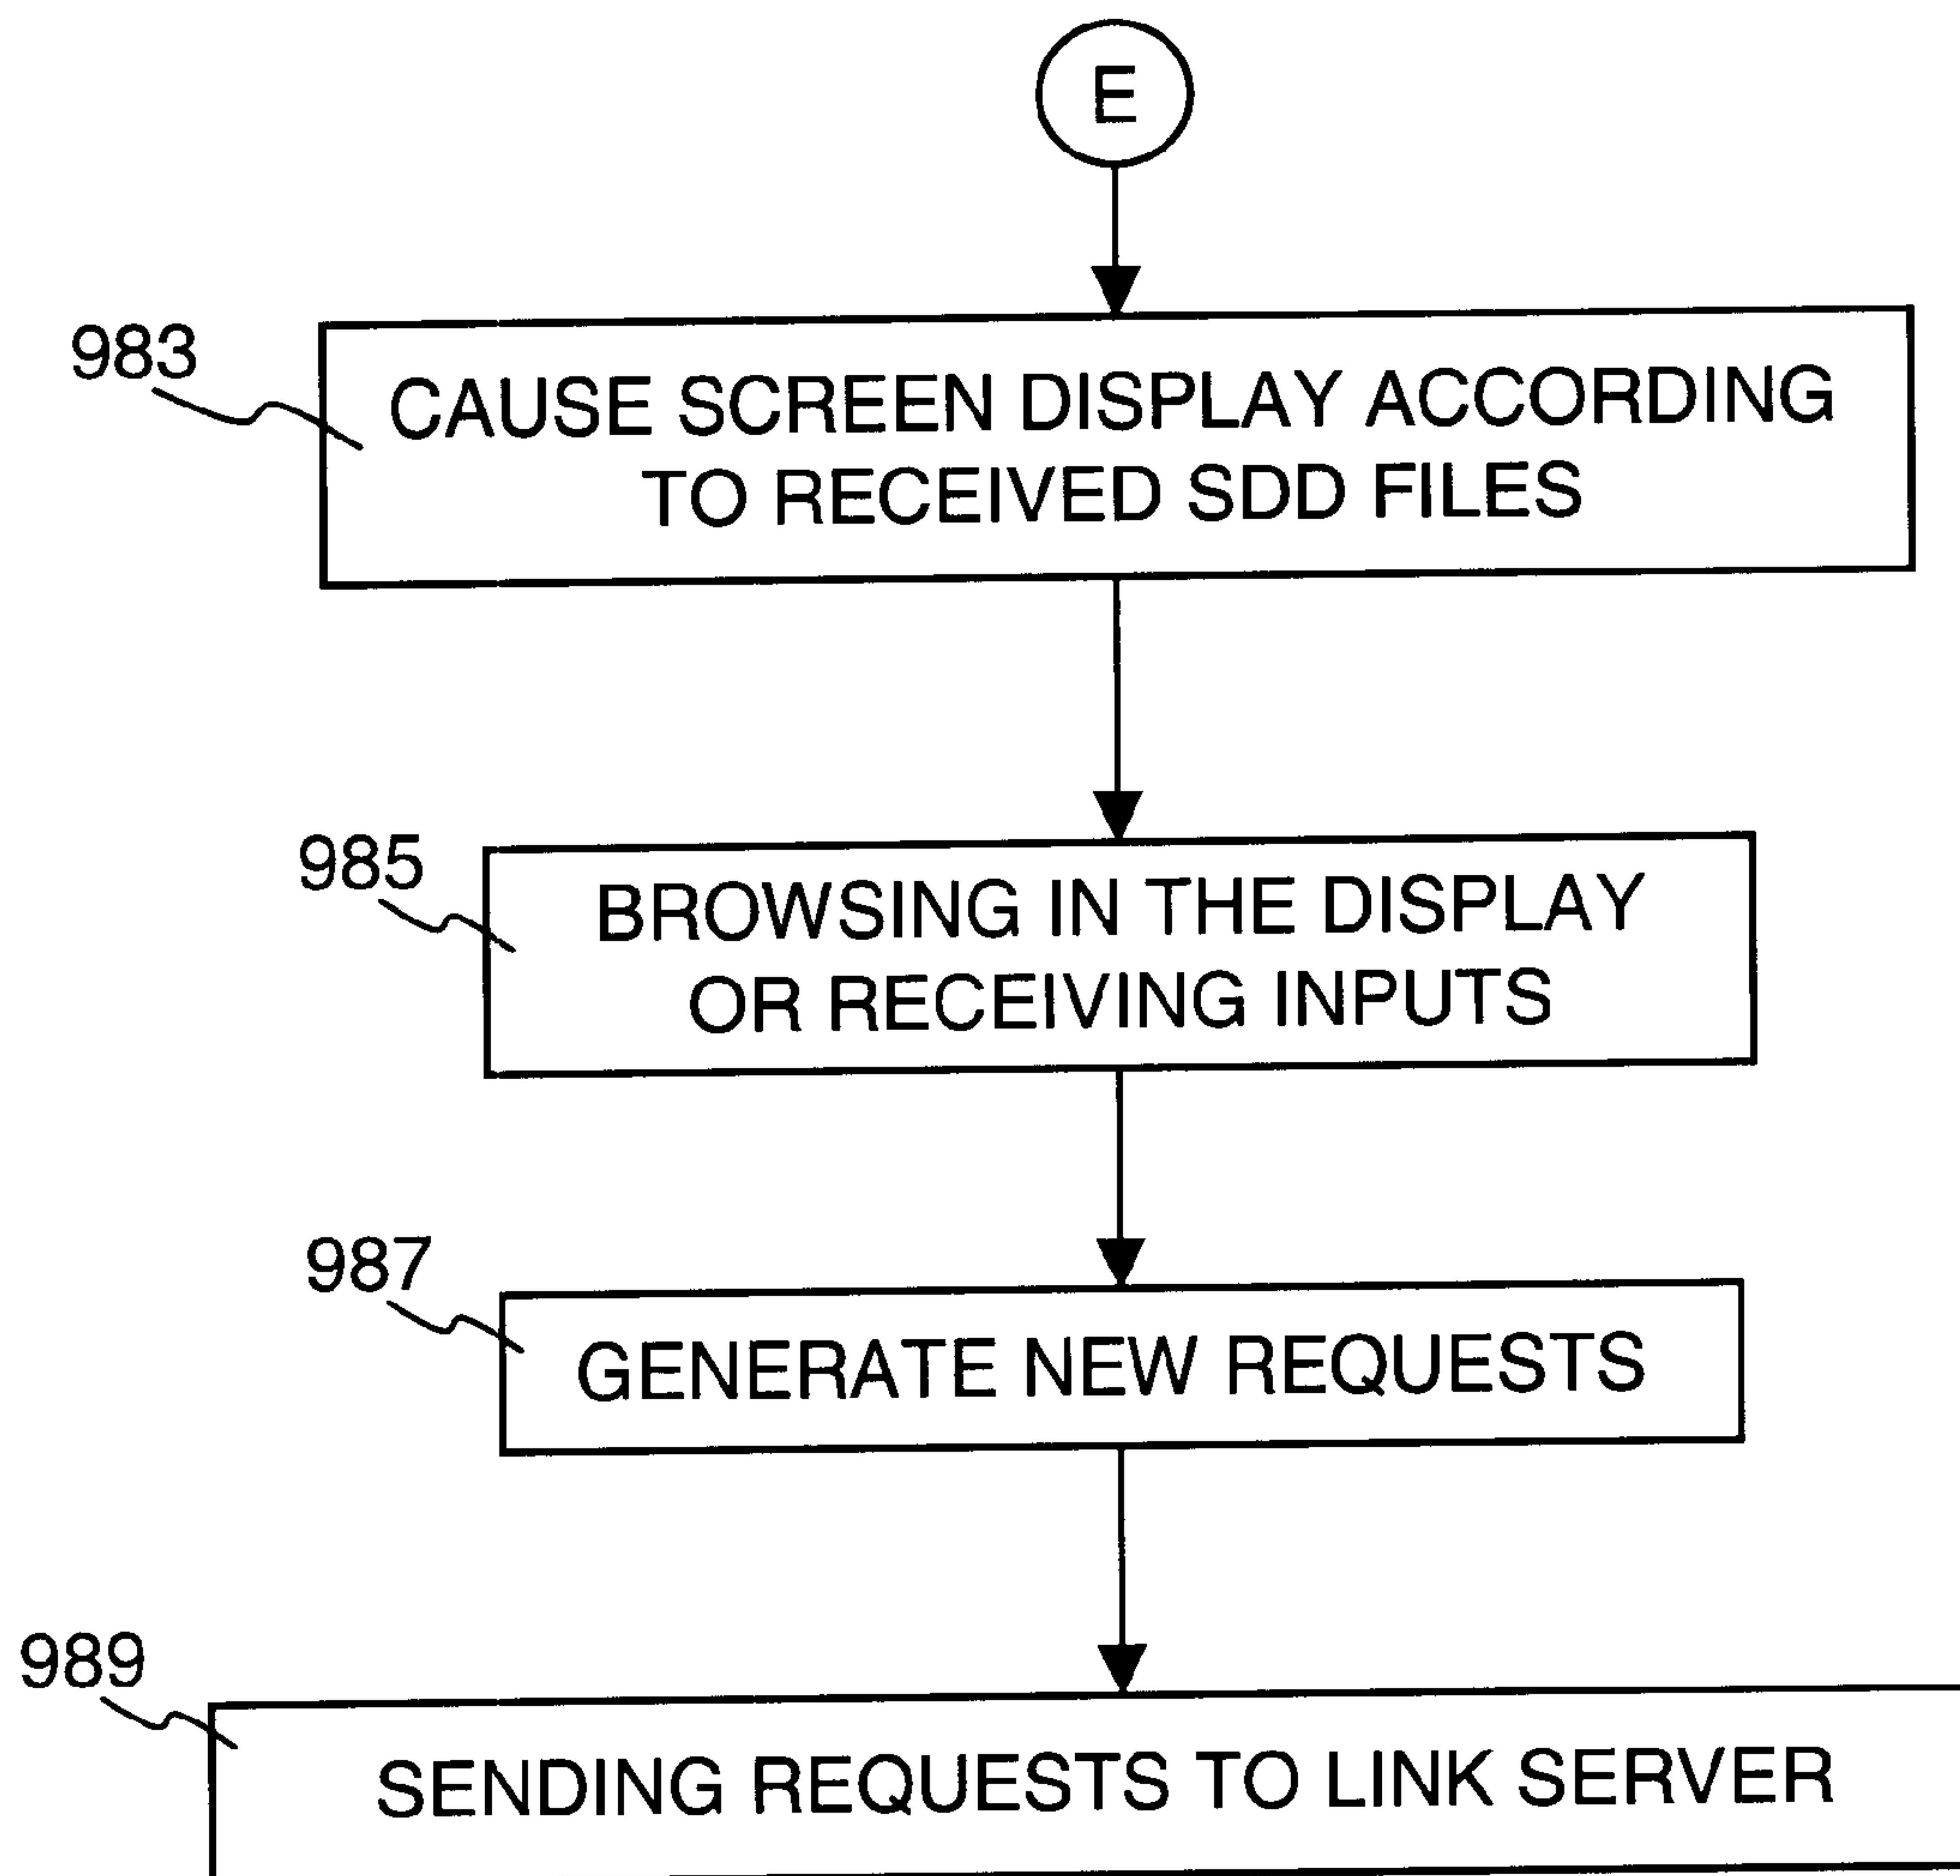 E
983
CAUSE SCREEN DISPLAY ACCORDING
TO RECEIVED SDD FILES
985
BROWSING IN THE DISPLAY
OR RECEIVING INPUTS
987
GENERATE NEW REQUESTS
989
SENDING REQUESTS TO LINK SERVER